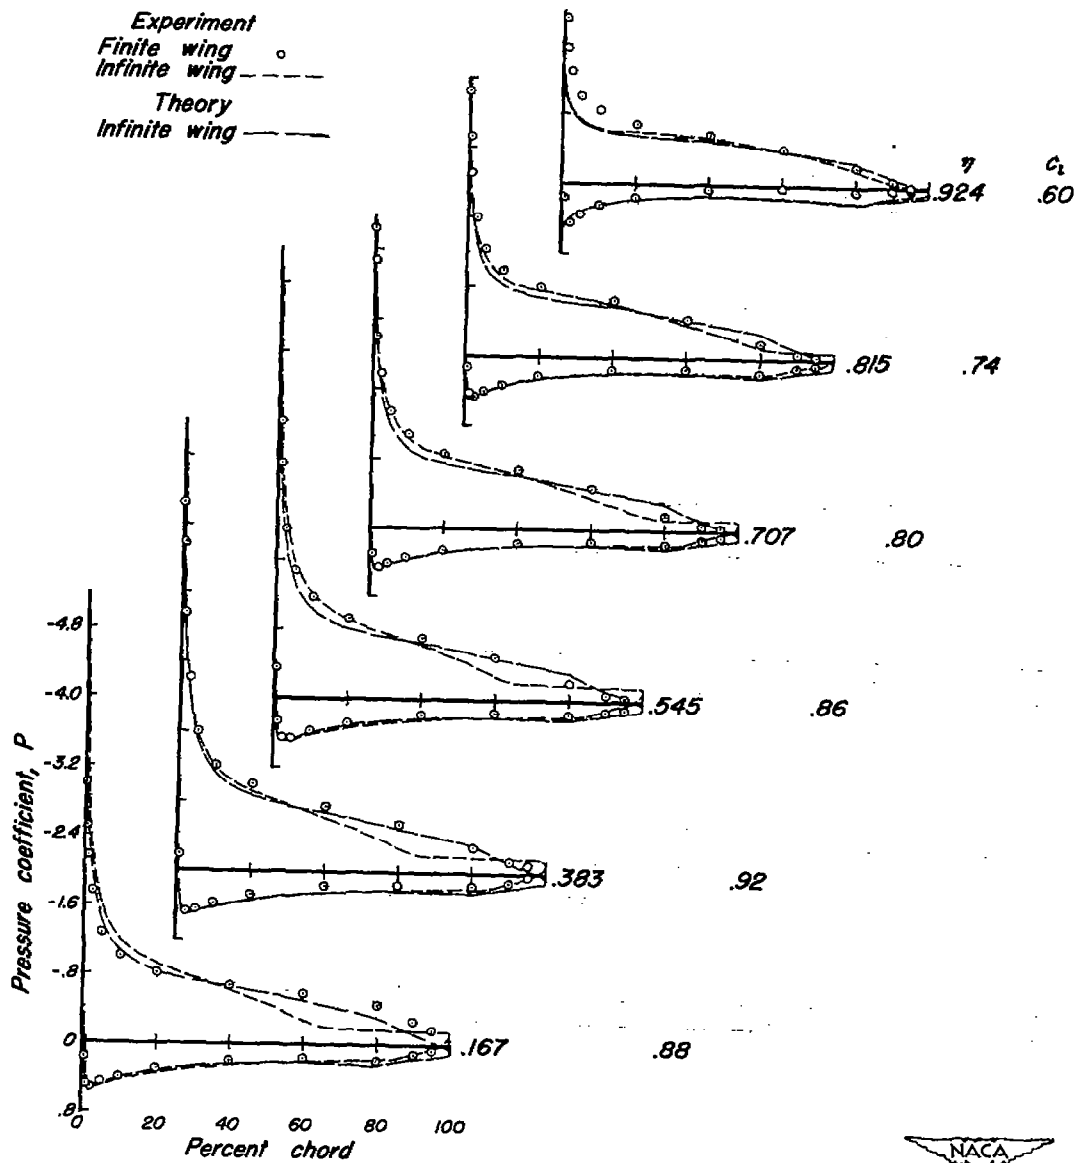 Experiment
Finite wing
Infinite wing
Theory
Infinite wing
η c_l
.924 .60
.815 .74
.707 .80
.545 .86
.383 .92
.167 .88
Pressure coefficient, P
-4.8
-4.0
-3.2
-2.4
-1.6
-.8
0
.8
0 20 40 60 80 100
Percent chord
NACA